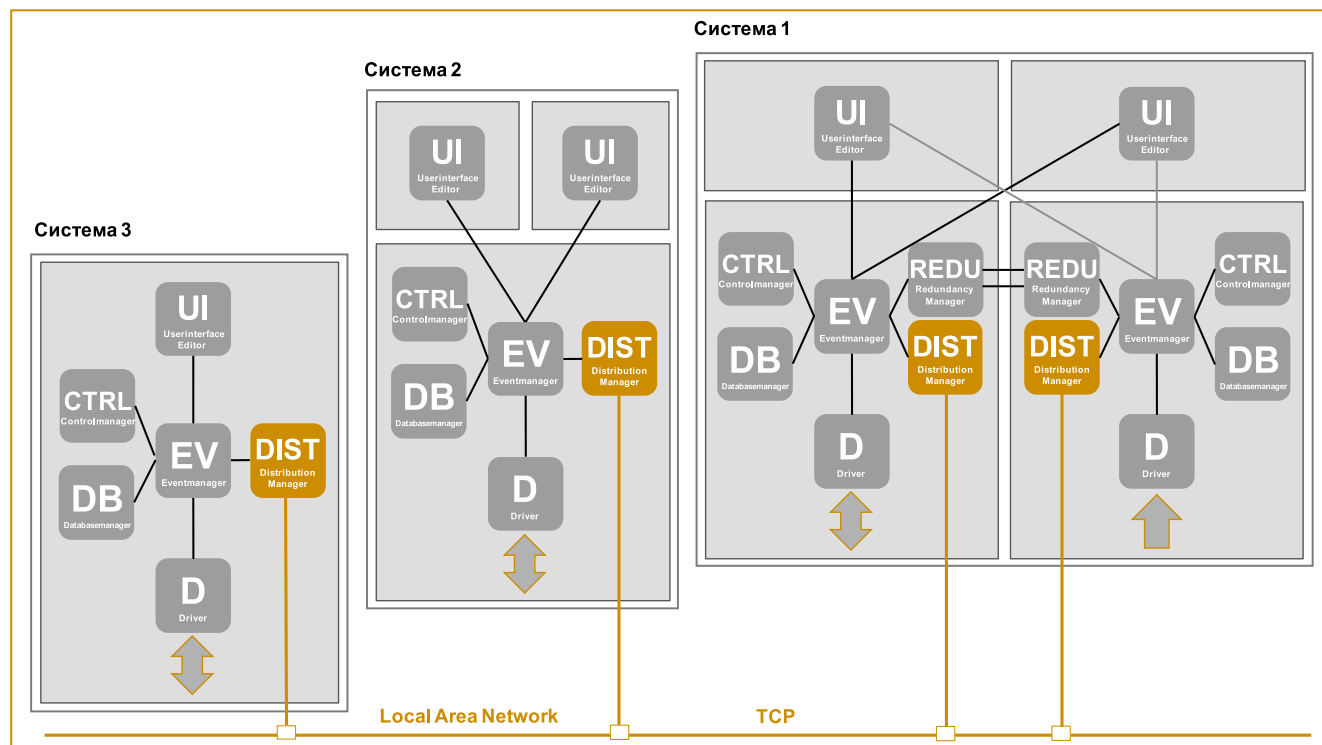 Система 1
UI
Userinterface
Editor
UI
Userinterface
Editor
CTRL
Controlmanager
DB
Databasemanager
EV
Eventmanager
REDU
Redundancy
Manager
DIST
Distribution
Manager
D
Driver
REDU
Redundancy
Manager
DIST
Distribution
Manager
EV
Eventmanager
CTRL
Controlmanager
DB
Databasemanager
D
Driver
Система 2
UI
Userinterface
Editor
UI
Userinterface
Editor
CTRL
Controlmanager
DB
Databasemanager
EV
Eventmanager
DIST
Distribution
Manager
D
Driver
Система 3
UI
Userinterface
Editor
CTRL
Controlmanager
DB
Databasemanager
EV
Eventmanager
DIST
Distribution
Manager
D
Driver
Local Area Network
TCP